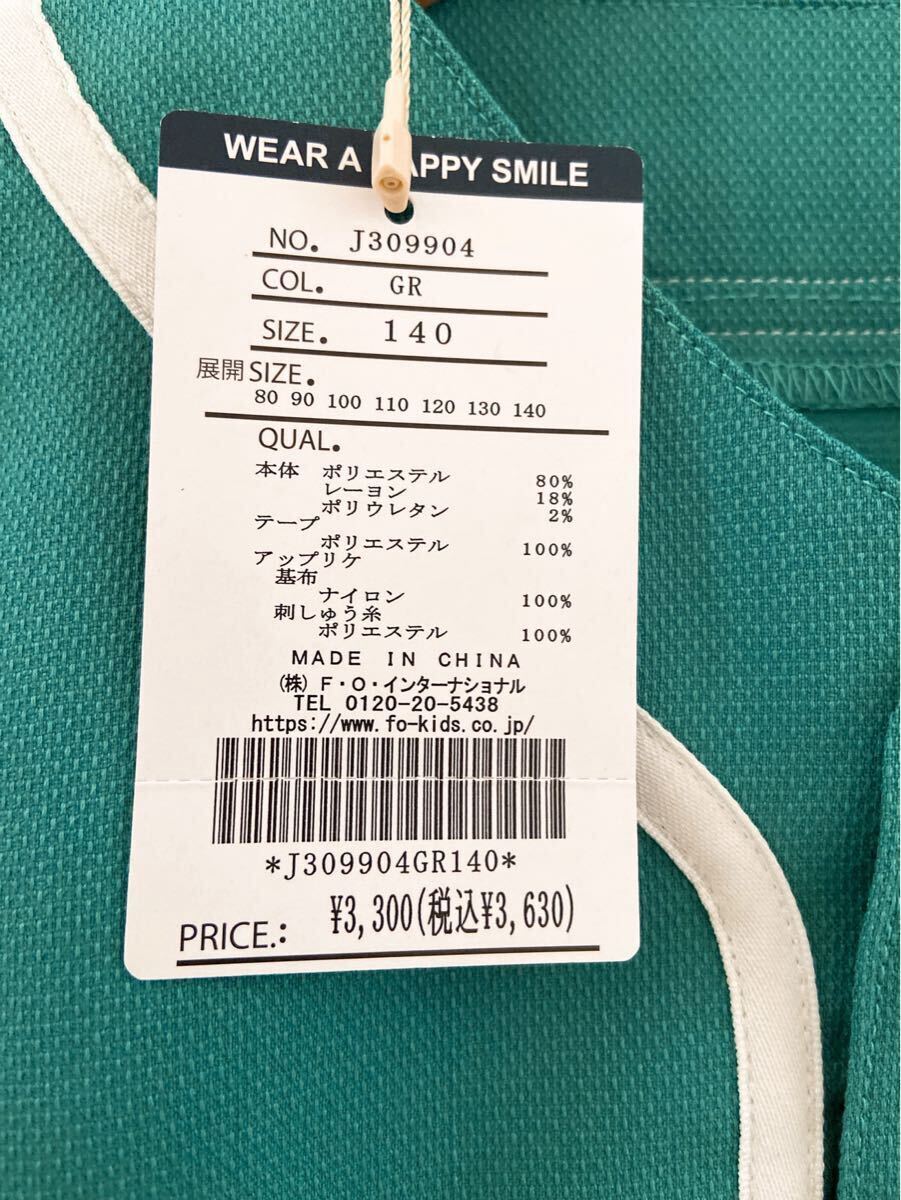 WEAR A HAPPY SMILE
NO. J309904
COL. GR
SIZE. 140
展開SIZE.
80 90 100 110 120 130 140
QUAL.
本体 ポリエステル 80%
レーヨン 18%
ポリウレタン 2%
テープ
ポリエステル 100%
アップリケ
基布
ナイロン 100%
刺しゅう糸
ポリエステル 100%
MADE IN CHINA
(株) F・O・インターナショナル
TEL 0120-20-5438
https://www.fo-kids.co.jp/
*J309904GR140*
PRICE.: ¥3,300(税込¥3,630)